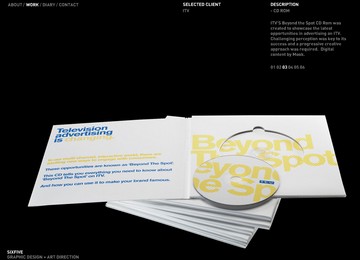 ABOUT / WORK / DIARY / CONTACT
SELECTED CLIENT
ITV
DESCRIPTION
- CD ROM
ITV'S Beyond the Spot CD Rom was
created to showcase the latest
opportunities in advertising on ITV.
Challenging perception was key to its
success and a progressive creative
approach was required. Digital
content by Mook.
01 02 03 04 05 06
Television
advertising
is changing
These opportunities are known as 'Beyond The Spot'.
This CD tells you everything you need to know about
'Beyond The Spot' on ITV.
And how you can use it to make your brand famous.
Beyond
The Spot
SIXFIVE
GRAPHIC DESIGN + ART DIRECTION